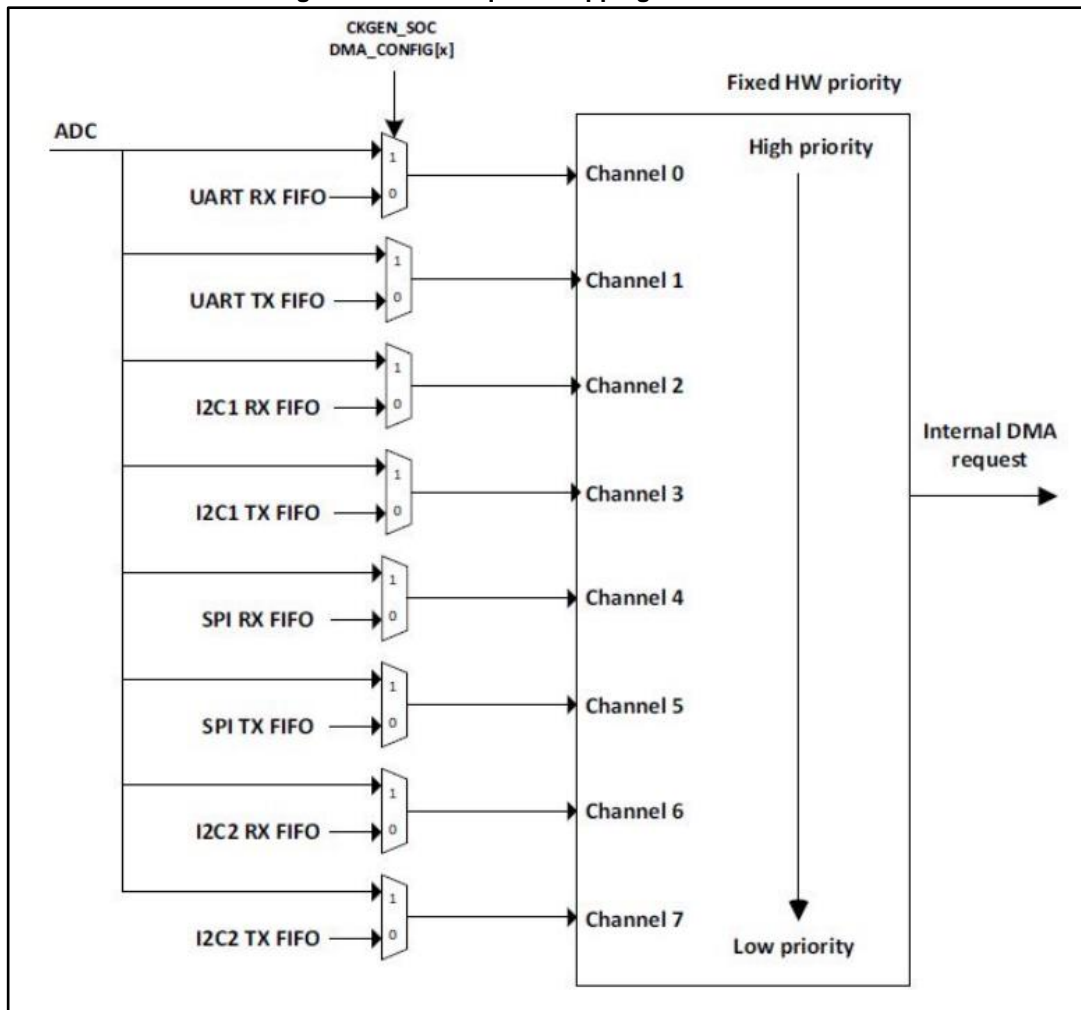 CKGEN_SOC
DMA_CONFIG[x]
Fixed HW priority
ADC
High priority
1
0
UART RX FIFO
Channel 0
1
0
UART TX FIFO
Channel 1
1
0
I2C1 RX FIFO
Channel 2
1
0
I2C1 TX FIFO
Channel 3
Internal DMA
request
1
0
SPI RX FIFO
Channel 4
1
0
SPI TX FIFO
Channel 5
1
0
I2C2 RX FIFO
Channel 6
1
0
I2C2 TX FIFO
Channel 7
Low priority